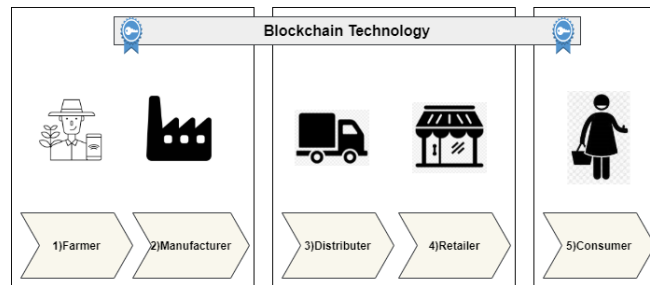 Blockchain Technology
1)Farmer
2)Manufacturer
3)Distributer
4)Retailer
5)Consumer